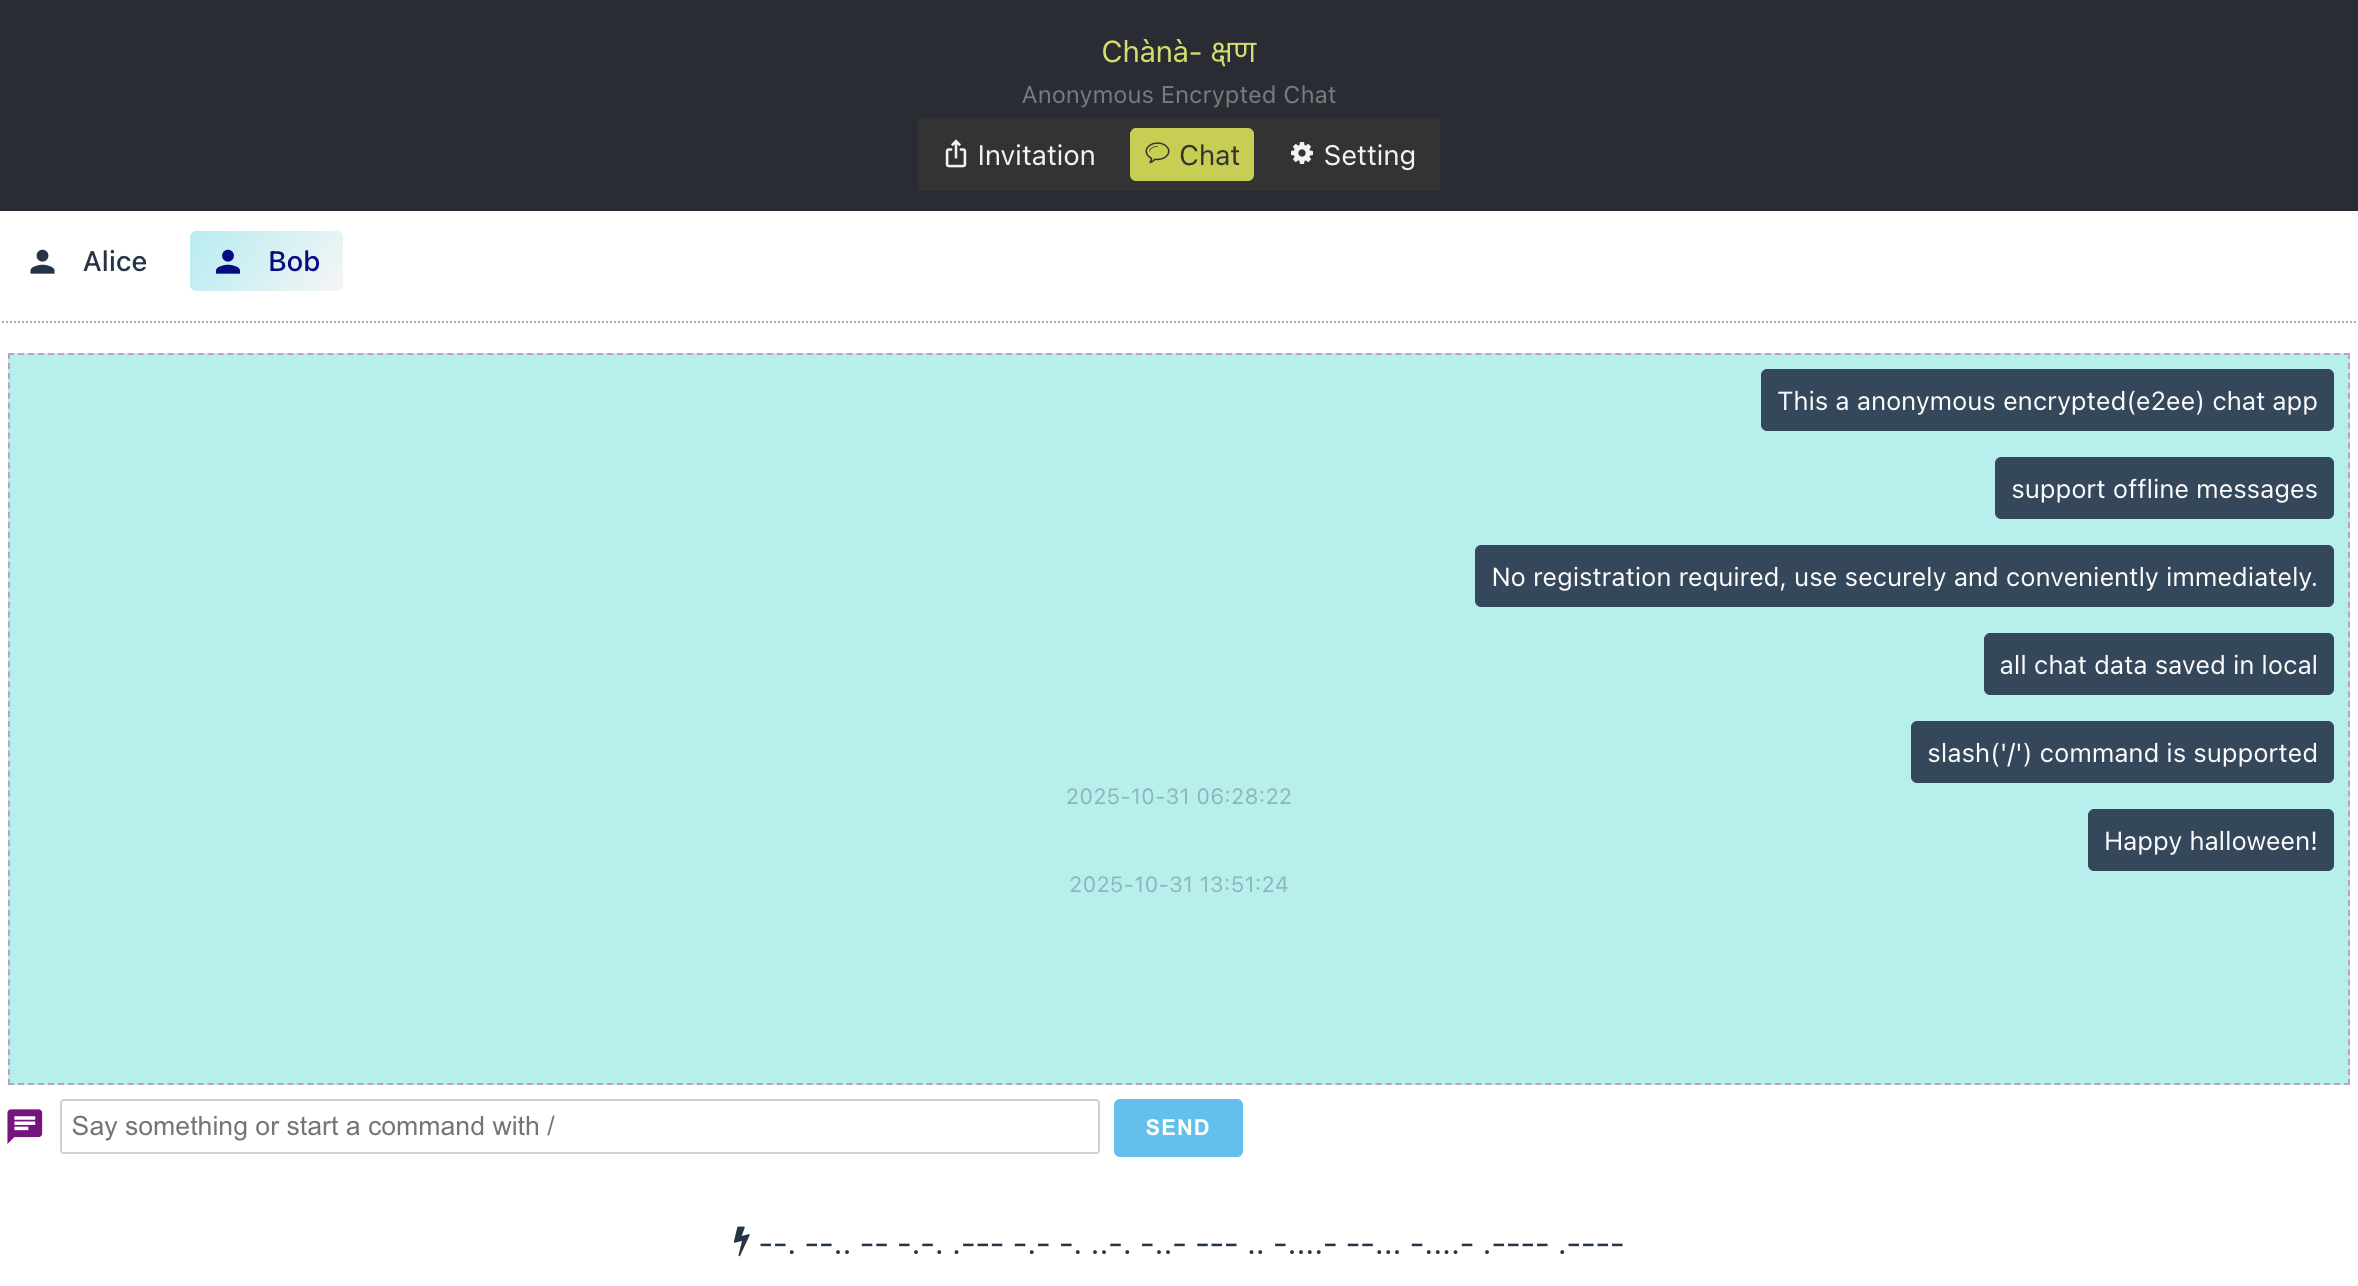 Chànà- क्षण
Anonymous Encrypted Chat
Invitation Chat Setting
Alice Bob
This a anonymous encrypted(e2ee) chat app
support offline messages
No registration required, use securely and conveniently immediately.
all chat data saved in local
slash('/') command is supported
2025-10-31 06:28:22
Happy halloween!
2025-10-31 13:51:24
Say something or start a command with /
SEND
--. --.. -- -.-. .--- -.- -. ..-. -..- --- .. -....- --... -....- .---- .----